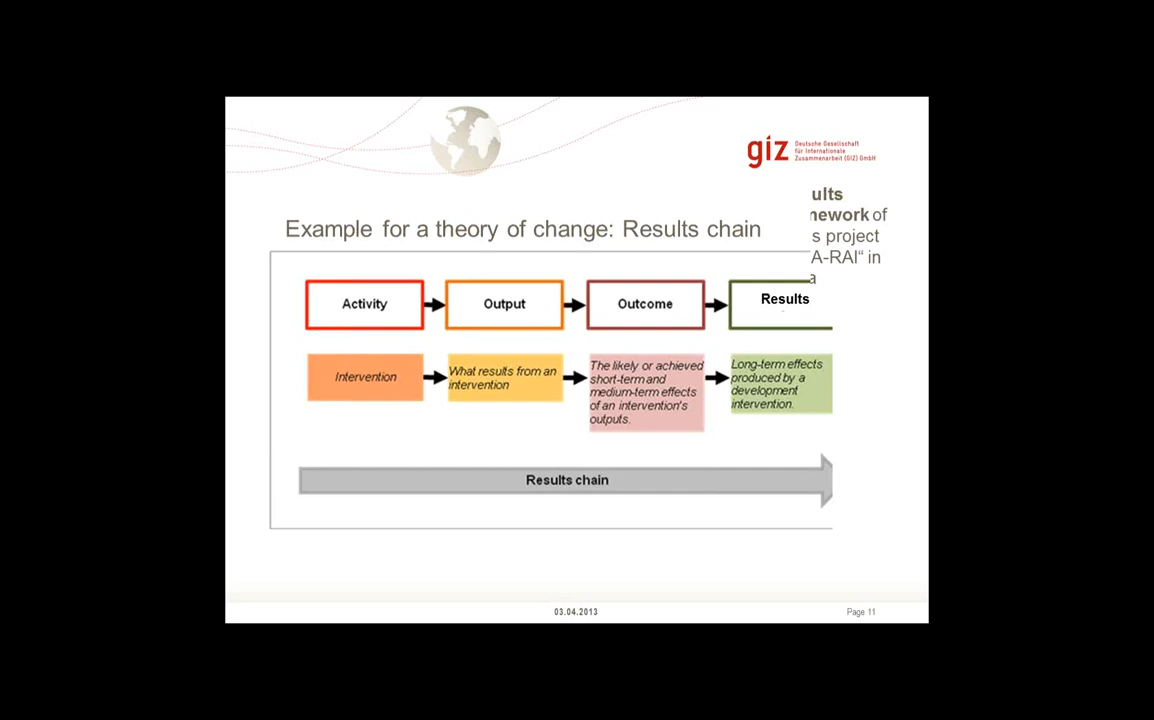 giz
Deutsche Gesellschaft
für Internationale
Zusammenarbeit (GIZ) GmbH
ults
nework of
s project
A-RAI“ in
a
Example for a theory of change: Results chain
Activity
Output
Outcome
Results
Intervention
What results from an
intervention
The likely or achieved
short-term and
medium-term effects
of an intervention's
outputs.
Long-term effects
produced by a
development
intervention.
Results chain
03.04.2013
Page 11